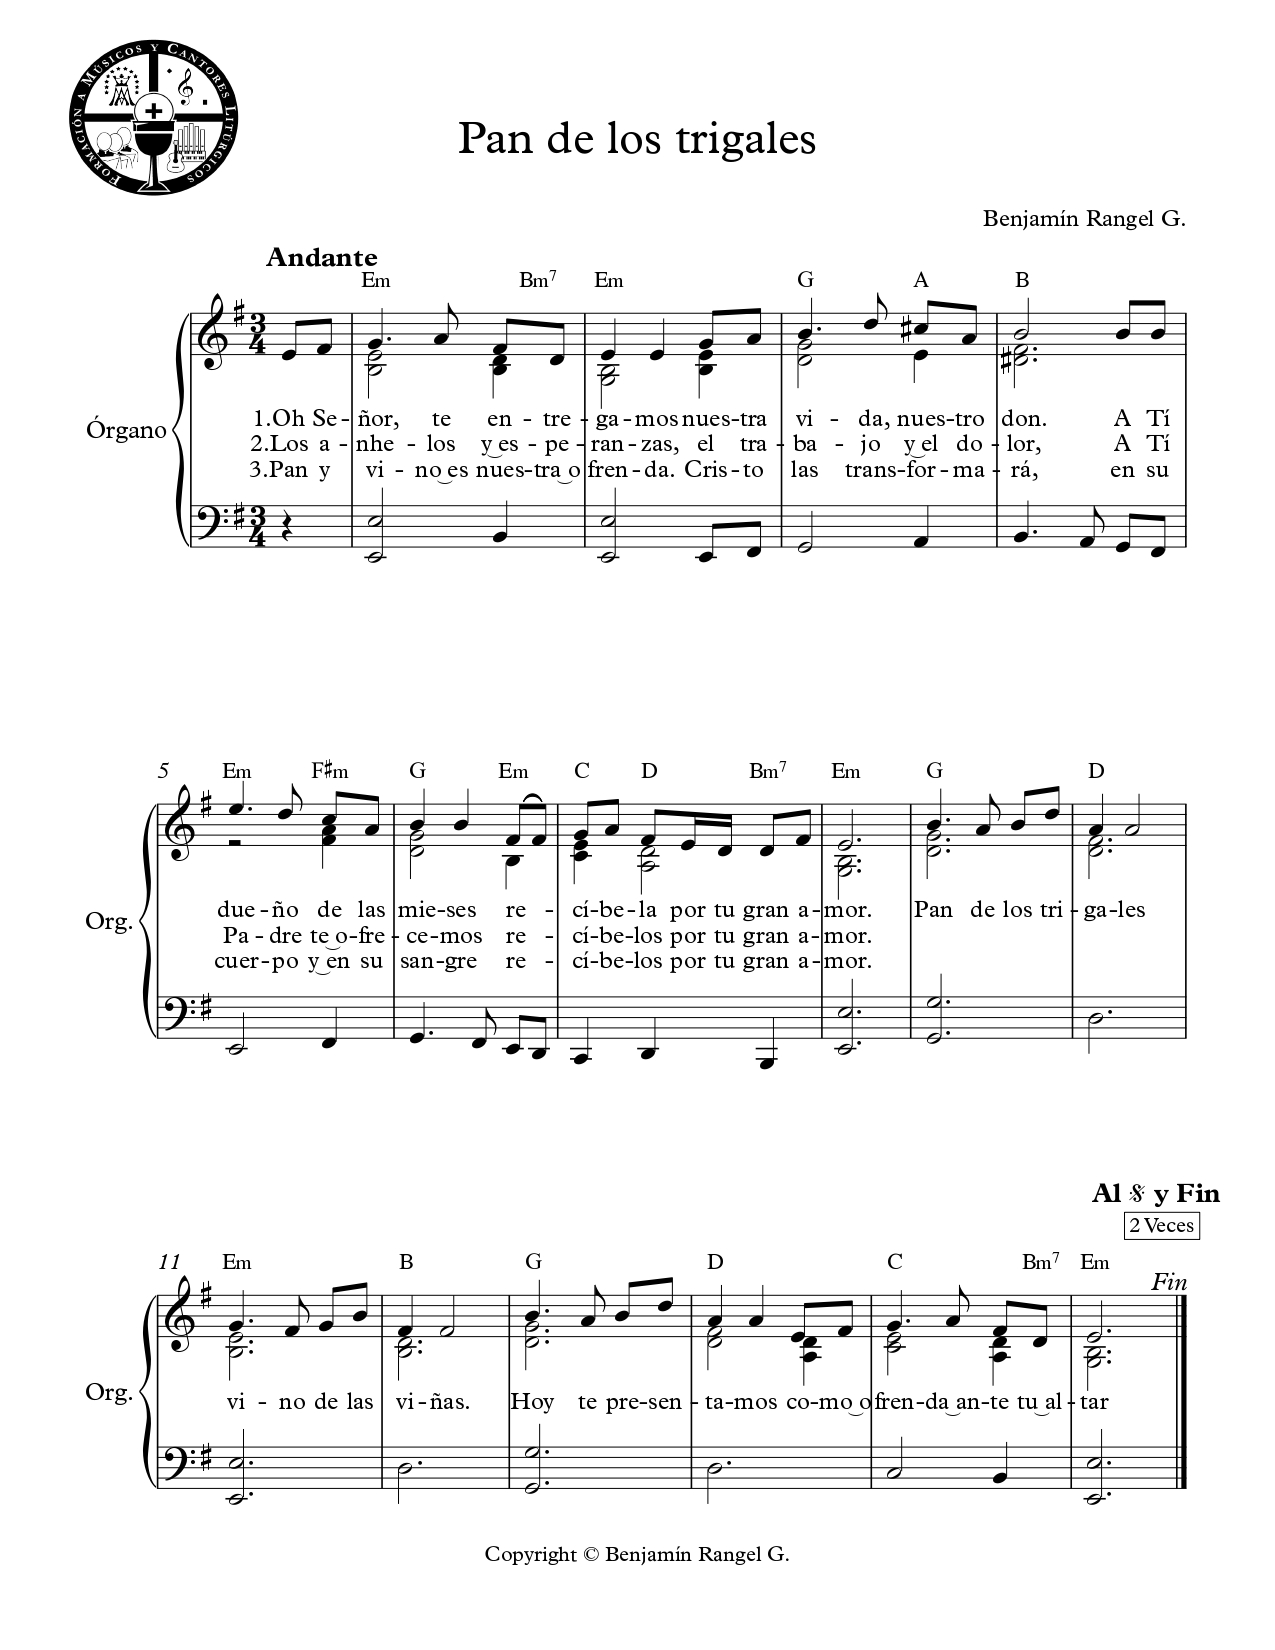 FORMACIÓN A MÚSICOS Y CANTORES LITÚRGICOS
Pan de los trigales
Benjamín Rangel G.
Andante
Em Bm7 Em G A B
Órgano
1.Oh Se - ñor, te en - tre - ga - mos nues - tra vi - da, nues - tro don. A Tí
2.Los a - nhe - los y es - pe - ran - zas, el tra - ba - jo y el do - lor, A Tí
3.Pan y vi - no es nues - tra o fren - da. Cris - to las trans - for - ma - rá, en su
5 Em F#m G Em C D Bm7 Em G D
Org.
due - ño de las mie - ses re - cí - be - la por tu gran a - mor. Pan de los tri - ga - les
Pa - dre te o - fre - ce - mos re - cí - be - los por tu gran a - mor.
cuer - po y en su san - gre re - cí - be - los por tu gran a - mor.
Al 𝄋 y Fin
2 Veces
11 Em B G D C Bm7 Em
Fin
Org.
vi - no de las vi - ñas. Hoy te pre - sen - ta - mos co - mo o fren - da an - te tu al - tar
Copyright © Benjamín Rangel G.